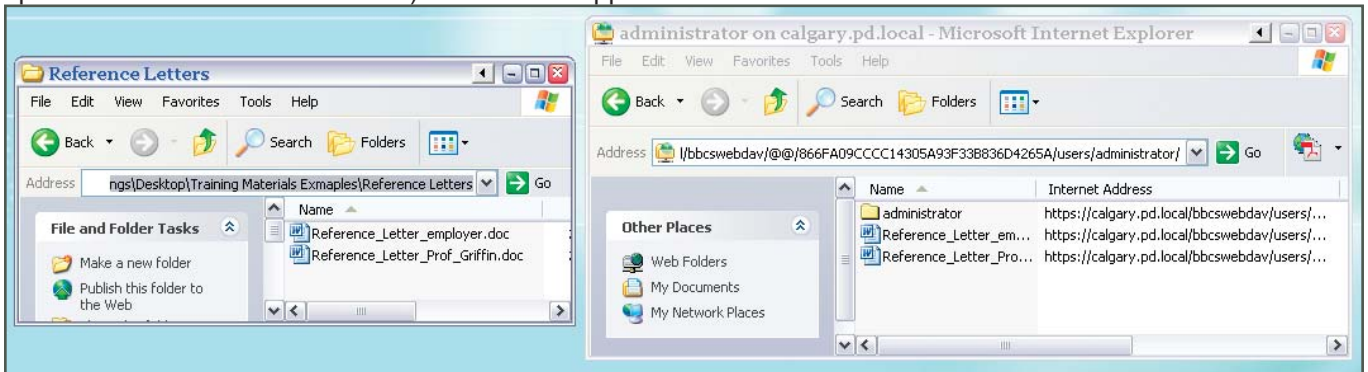 Reference Letters
File Edit View Favorites Tools Help
Back Search Folders
Address ngs\Desktop\Training Materials Exmaples\Reference Letters Go
File and Folder Tasks
Make a new folder
Publish this folder to
the Web
Name
Reference_Letter_employer.doc
Reference_Letter_Prof_Griffin.doc
administrator on calgary.pd.local - Microsoft Internet Explorer
File Edit View Favorites Tools Help
Back Search Folders
Address l/bbcswebdav/@@/866FA09CCCC14305A93F33B836D4265A/users/administrator/ Go
Other Places
Web Folders
My Documents
My Network Places
Name Internet Address
administrator https://calgary.pd.local/bbcswebdav/users/...
Reference_Letter_em... https://calgary.pd.local/bbcswebdav/users/...
Reference_Letter_Pro... https://calgary.pd.local/bbcswebdav/users/...